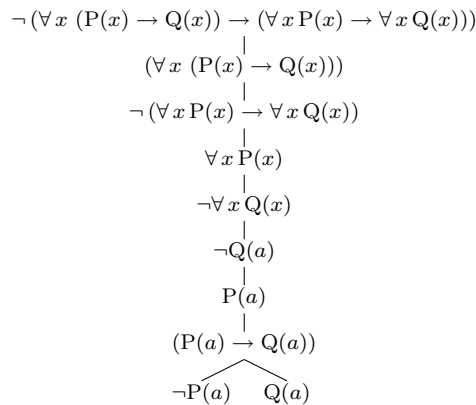 ¬ (∀ x (P(x) → Q(x)) → (∀ x P(x) → ∀ x Q(x)))
(∀ x (P(x) → Q(x)))
¬ (∀ x P(x) → ∀ x Q(x))
∀ x P(x)
¬∀ x Q(x)
¬Q(a)
P(a)
(P(a) → Q(a))
¬P(a) Q(a)